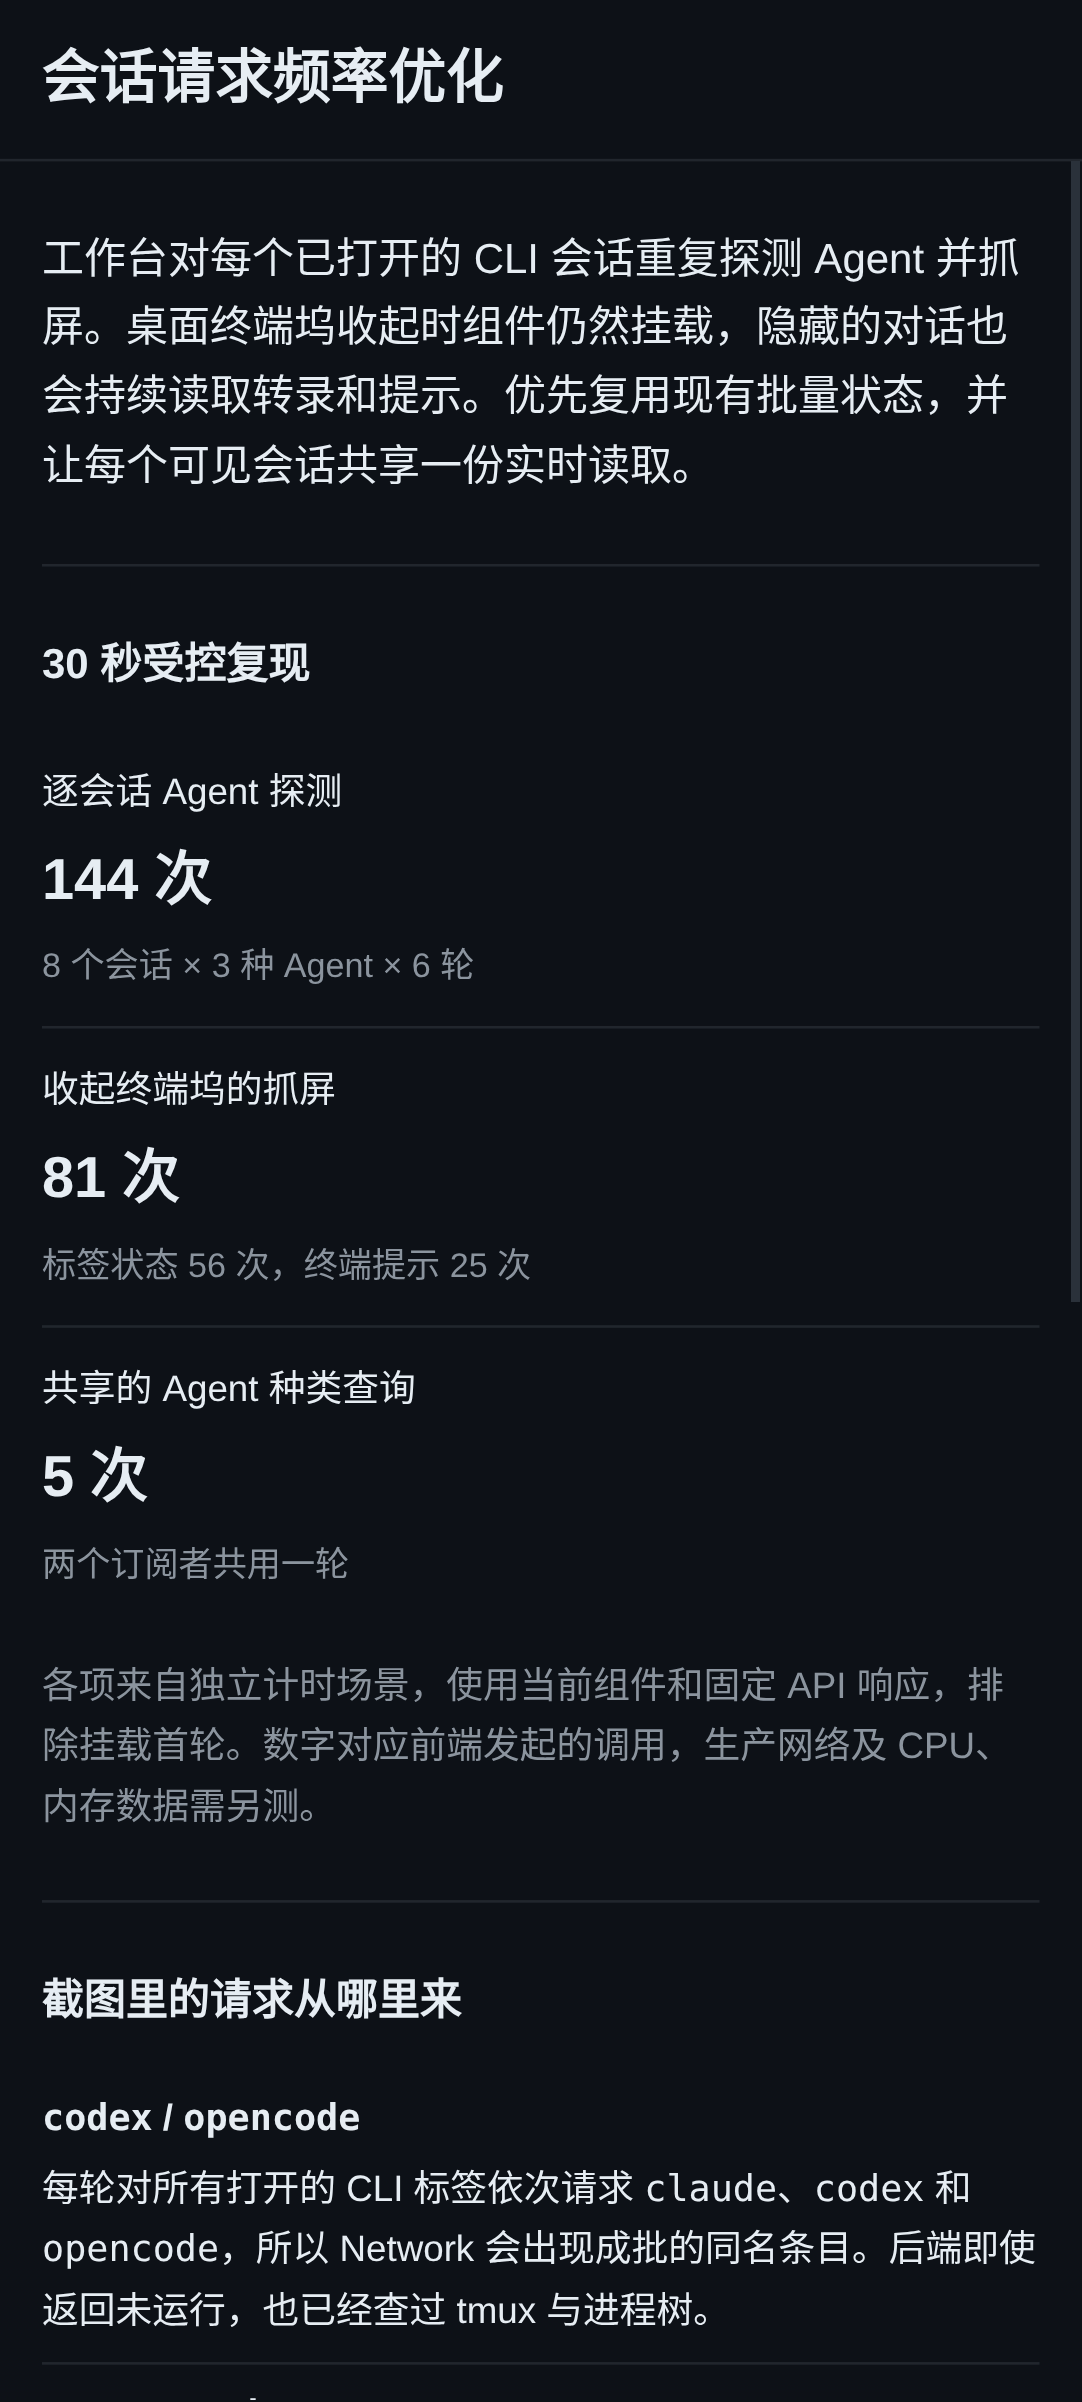 会话请求频率优化
工作台对每个已打开的 CLI 会话重复探测 Agent 并抓
屏。桌面终端坞收起时组件仍然挂载，隐藏的对话也
会持续读取转录和提示。优先复用现有批量状态，并
让每个可见会话共享一份实时读取。
30 秒受控复现
逐会话 Agent 探测
144 次
8 个会话 × 3 种 Agent × 6 轮
收起终端坞的抓屏
81 次
标签状态 56 次，终端提示 25 次
共享的 Agent 种类查询
5 次
两个订阅者共用一轮
各项来自独立计时场景，使用当前组件和固定 API 响应，排
除挂载首轮。数字对应前端发起的调用，生产网络及 CPU、
内存数据需另测。
截图里的请求从哪里来
codex / opencode
每轮对所有打开的 CLI 标签依次请求 claude、codex 和
opencode，所以 Network 会出现成批的同名条目。后端即使
返回未运行，也已经查过 tmux 与进程树。